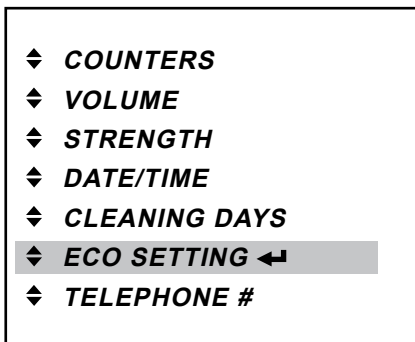 COUNTERS
VOLUME
STRENGTH
DATE/TIME
CLEANING DAYS
ECO SETTING
TELEPHONE #